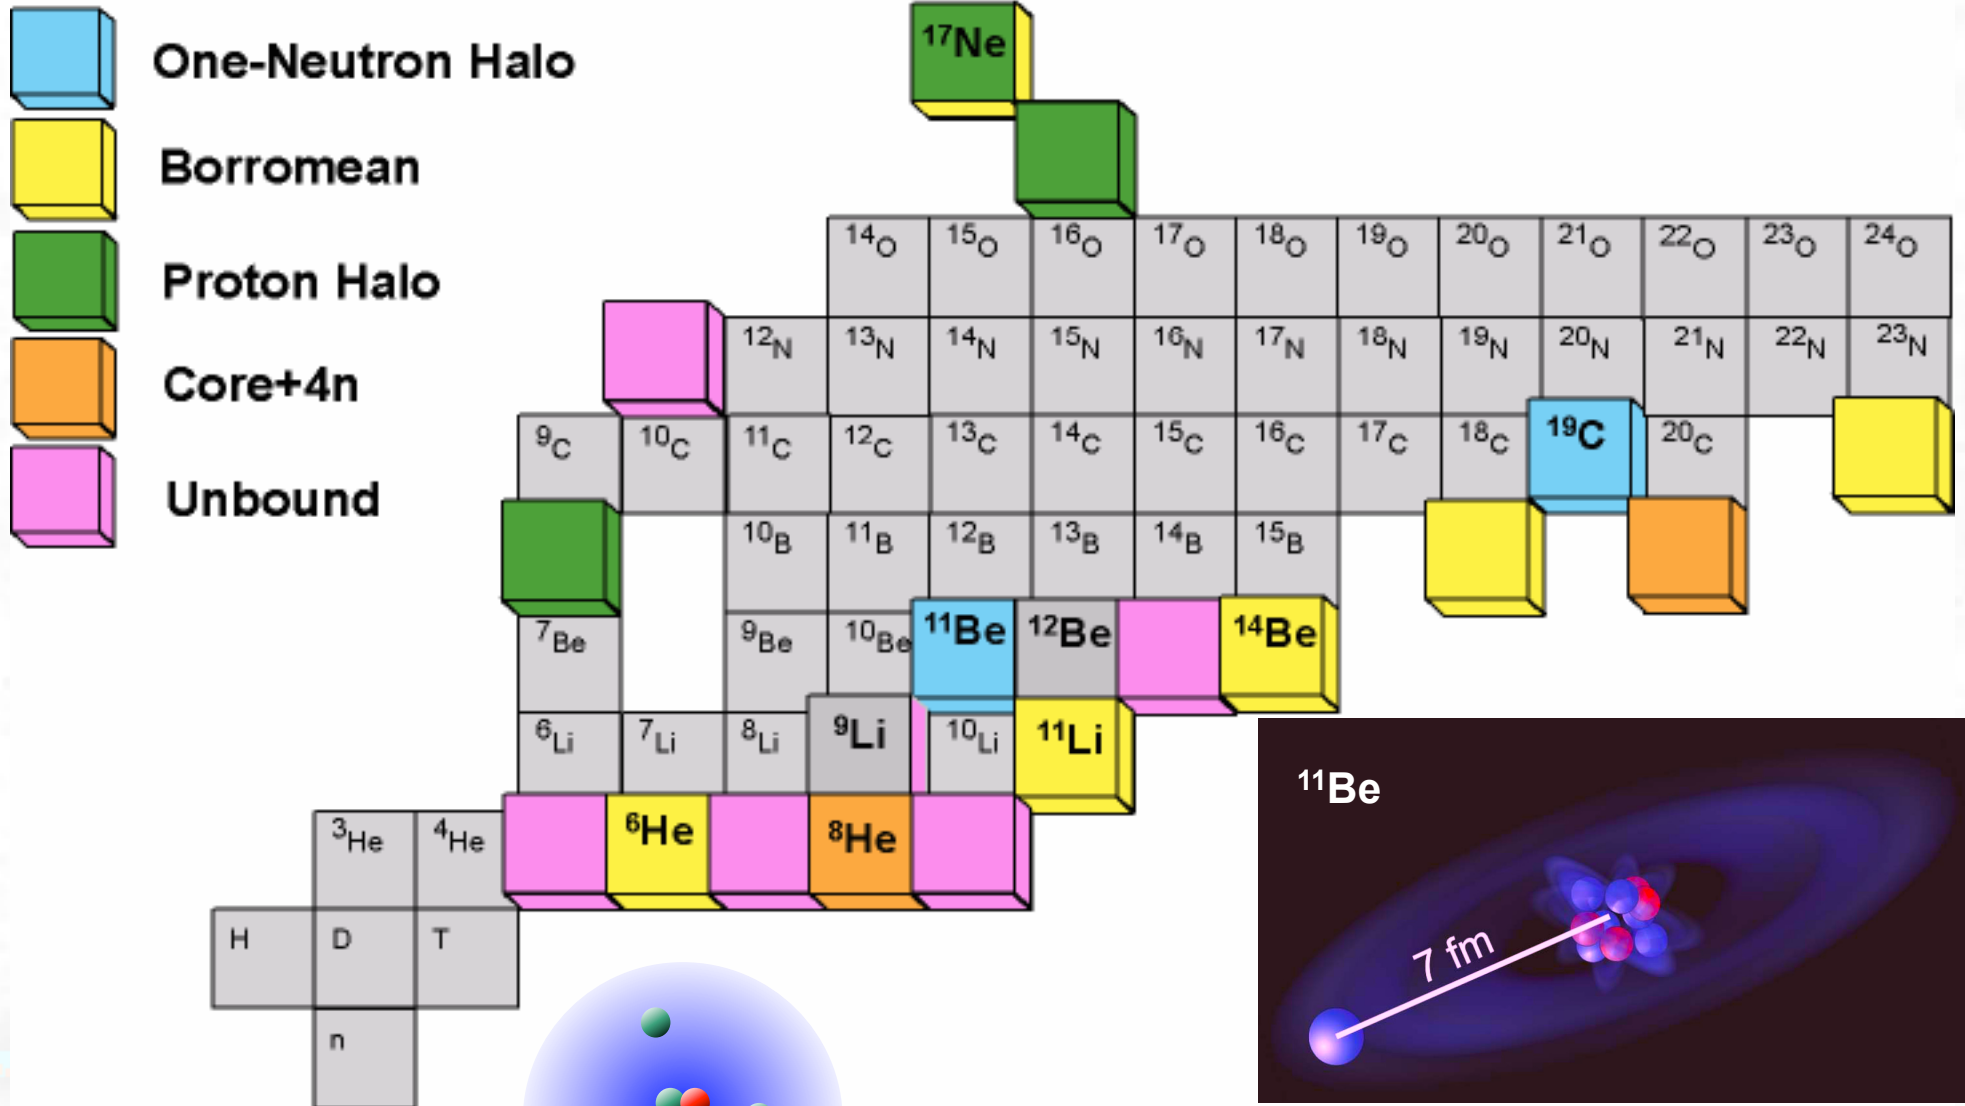 One-Neutron Halo
Borromean
Proton Halo
Core+4n
Unbound
¹⁷Ne
¹⁴O ¹⁵O ¹⁶O ¹⁷O ¹⁸O ¹⁹O ²⁰O ²¹O ²²O ²³O ²⁴O
¹²N ¹³N ¹⁴N ¹⁵N ¹⁶N ¹⁷N ¹⁸N ¹⁹N ²⁰N ²¹N ²²N ²³N
⁹C ¹⁰C ¹¹C ¹²C ¹³C ¹⁴C ¹⁵C ¹⁶C ¹⁷C ¹⁸C ¹⁹C ²⁰C
¹⁰B ¹¹B ¹²B ¹³B ¹⁴B ¹⁵B
⁷Be ⁹Be ¹⁰Be ¹¹Be ¹²Be ¹⁴Be
⁶Li ⁷Li ⁸Li ⁹Li ¹⁰Li ¹¹Li
³He ⁴He ⁶He ⁸He
H D T
n
¹¹Be
7 fm